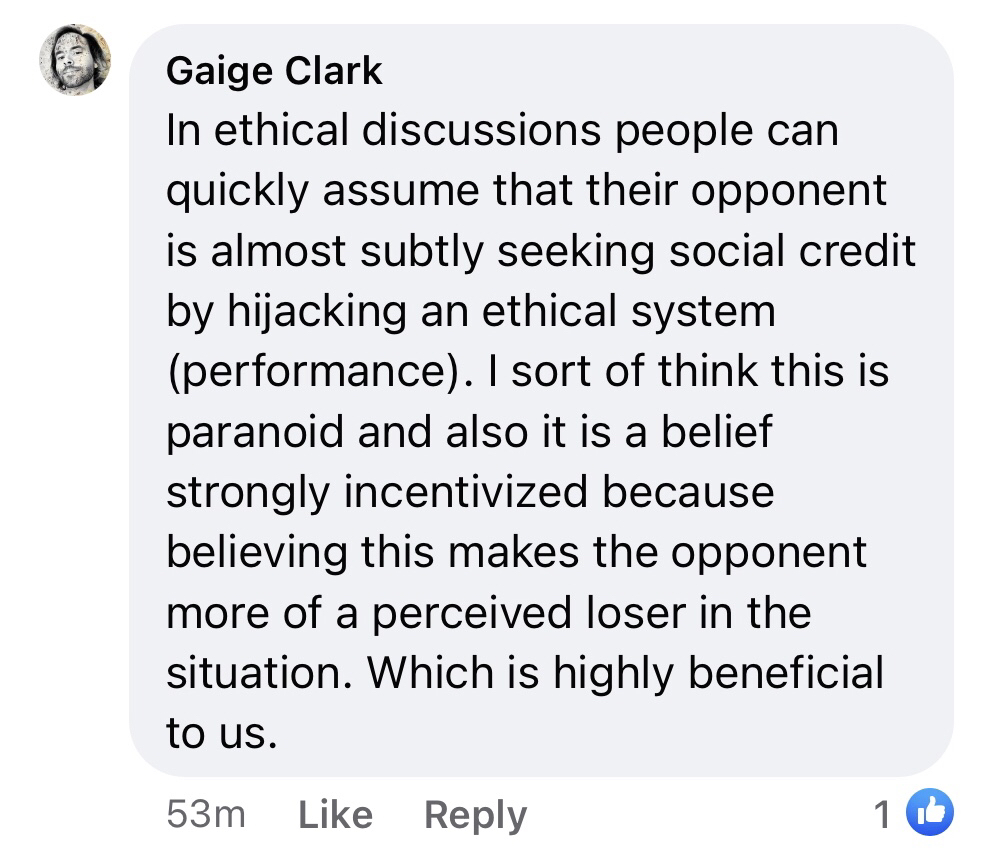 Gaige Clark
In ethical discussions people can
quickly assume that their opponent
is almost subtly seeking social credit
by hijacking an ethical system
(performance). I sort of think this is
paranoid and also it is a belief
strongly incentivized because
believing this makes the opponent
more of a perceived loser in the
situation. Which is highly beneficial
to us.
53m Like Reply 1